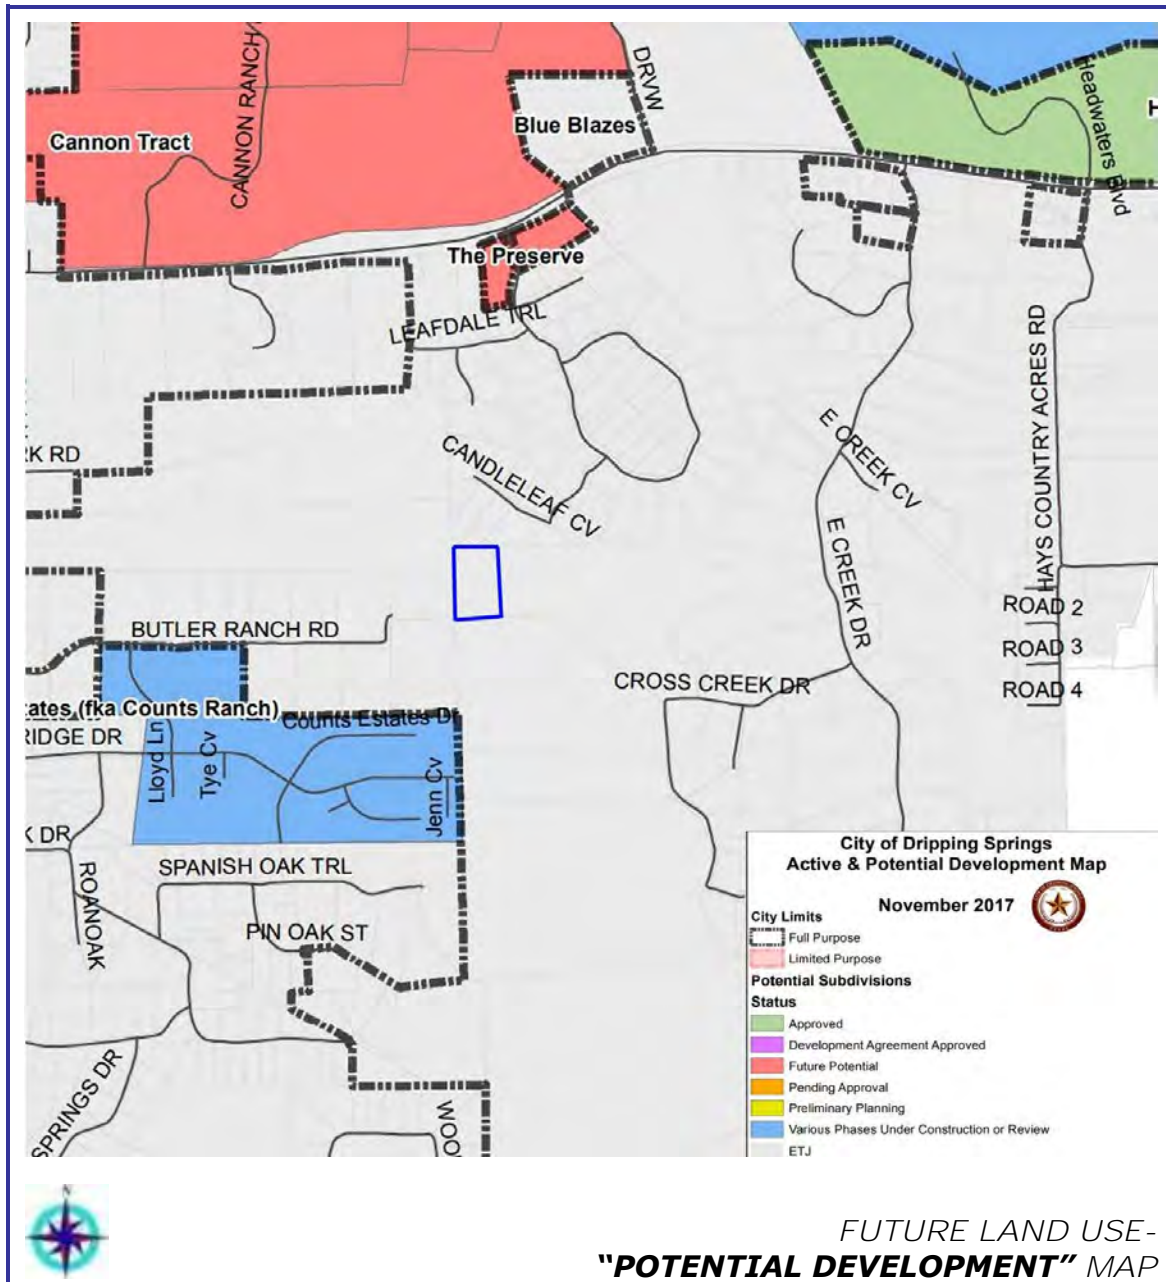 CANNON RANCH
DRVW
Headwaters Blvd
H
Cannon Tract
Blue Blazes
The Preserve
LEAFDALE TRL
HAYS COUNTRY ACRES RD
RK RD
CANDLELEAF CV
E CREEK CV
E CREEK DR
BUTLER RANCH RD
ROAD 2
ROAD 3
ROAD 4
CROSS CREEK DR
tates (fka Counts Ranch)
Counts Estates D
RIDGE DR
Lloyd Ln
Tye Cv
Jenn Cv
K DR
ROANOAK
SPANISH OAK TRL
PIN OAK ST
SPRINGS DR
WOO
City of Dripping Springs
Active & Potential Development Map
November 2017
City Limits
Full Purpose
Limited Purpose
Potential Subdivisions
Status
Approved
Development Agreement Approved
Future Potential
Pending Approval
Preliminary Planning
Various Phases Under Construction or Review
ETJ
N
FUTURE LAND USE-
“POTENTIAL DEVELOPMENT” MAP